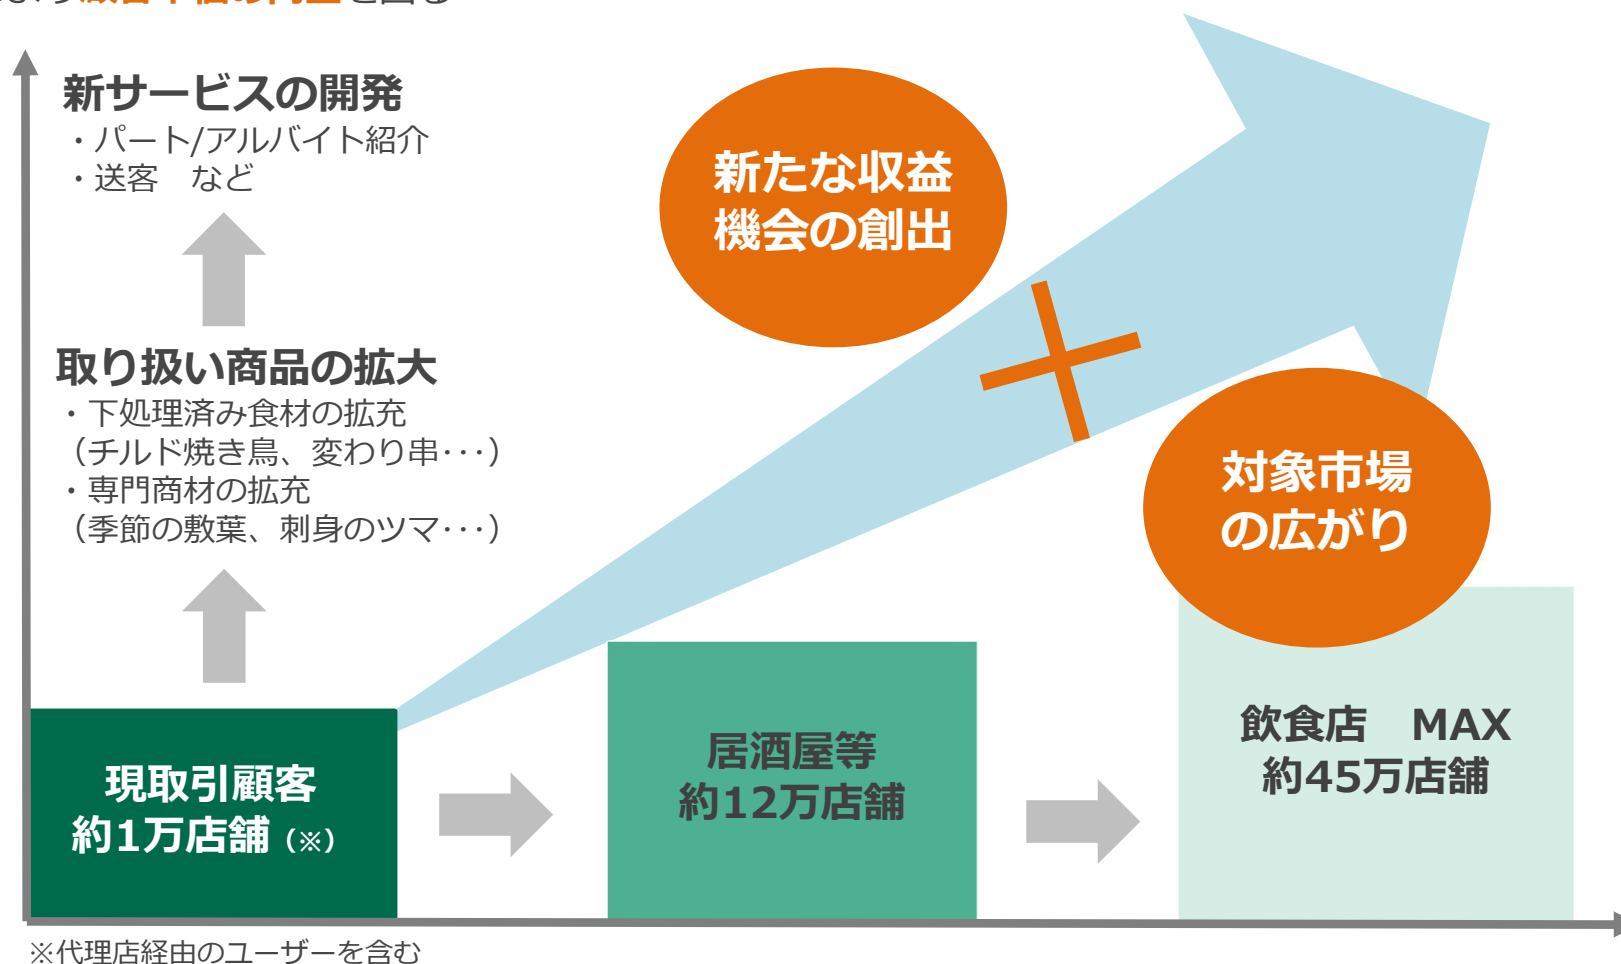 を図る
新サービスの開発
・パート/アルバイト紹介
・送客　など
取り扱い商品の拡大
・下処理済み食材の拡充
（チルド焼き鳥、変わり串･･･）
・専門商材の拡充
（季節の敷葉、刺身のツマ･･･）
新たな収益
機会の創出
対象市場
の広がり
現取引顧客
約1万店舗（※）
居酒屋等
約12万店舗
飲食店　MAX
約45万店舗
※代理店経由のユーザーを含む